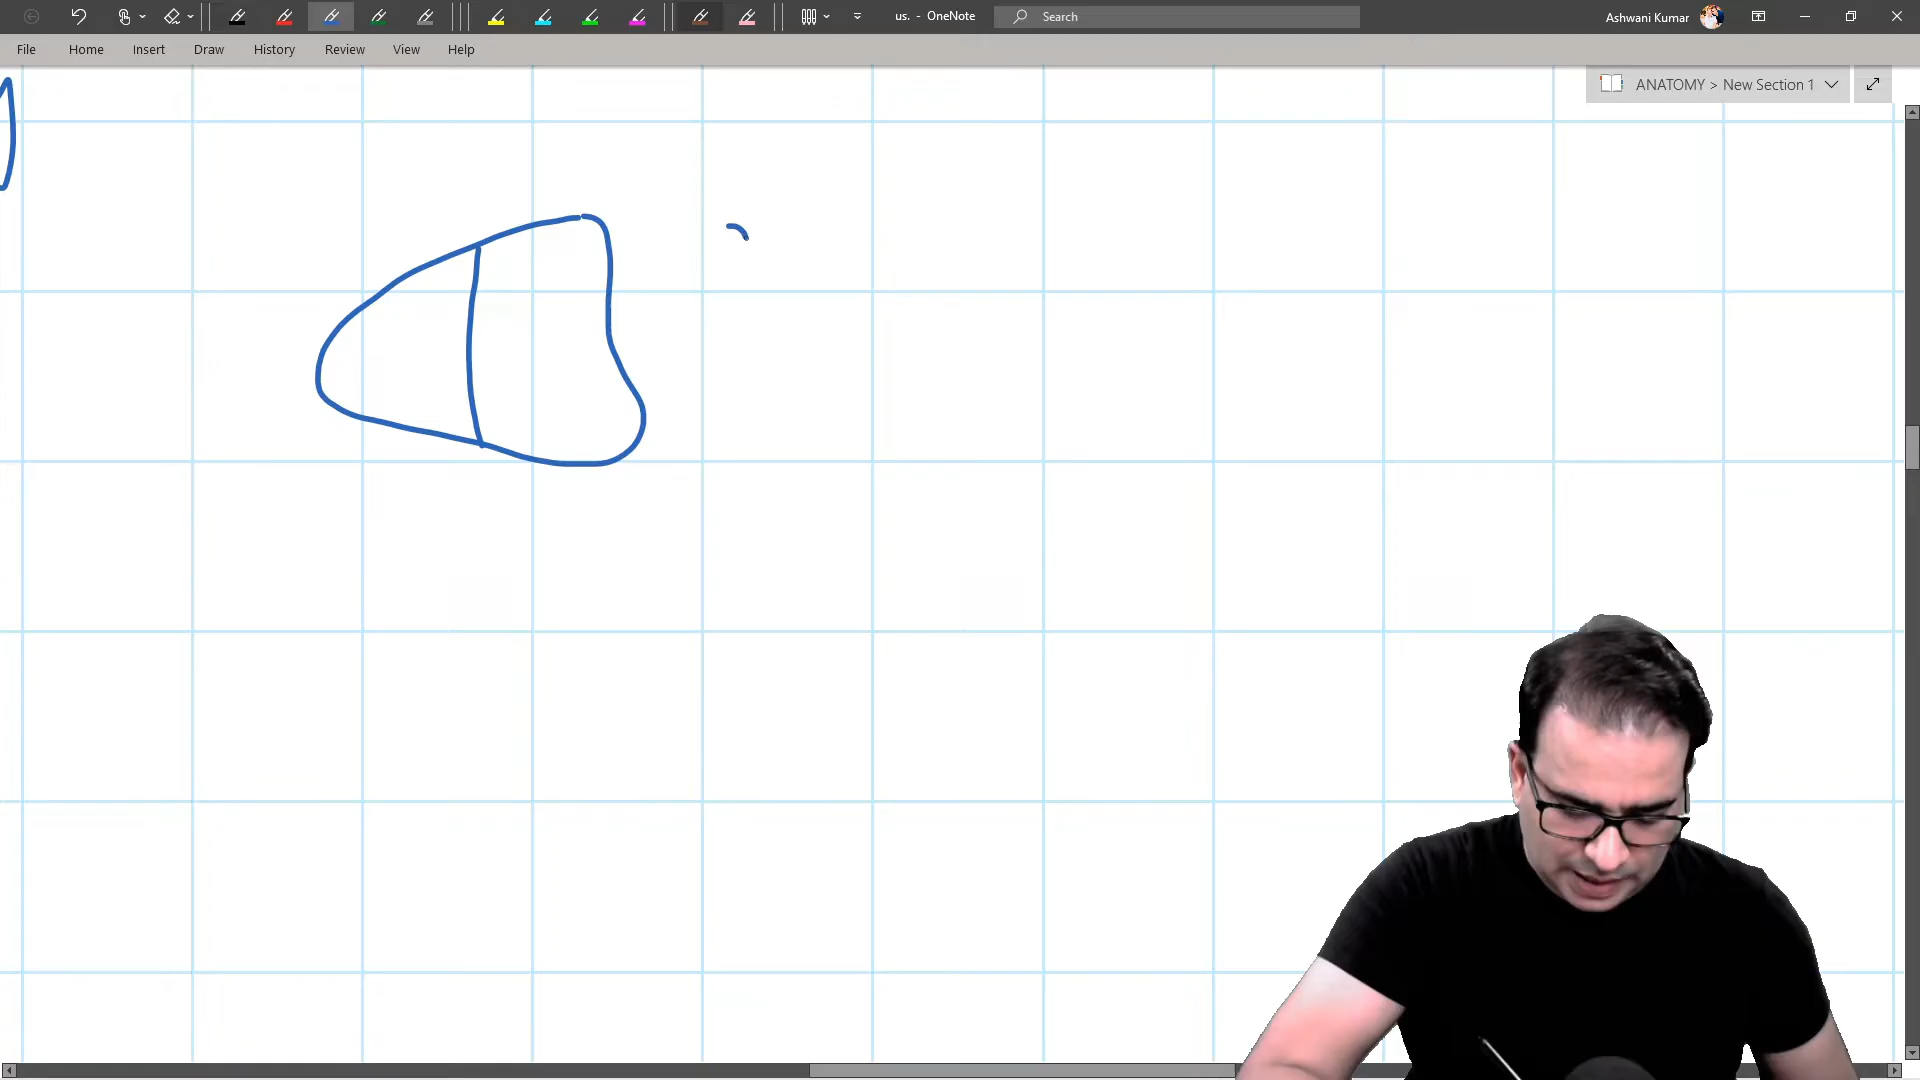 us. - OneNote
Search
Ashwani Kumar
File Home Insert Draw History Review View Help
ANATOMY > New Section 1